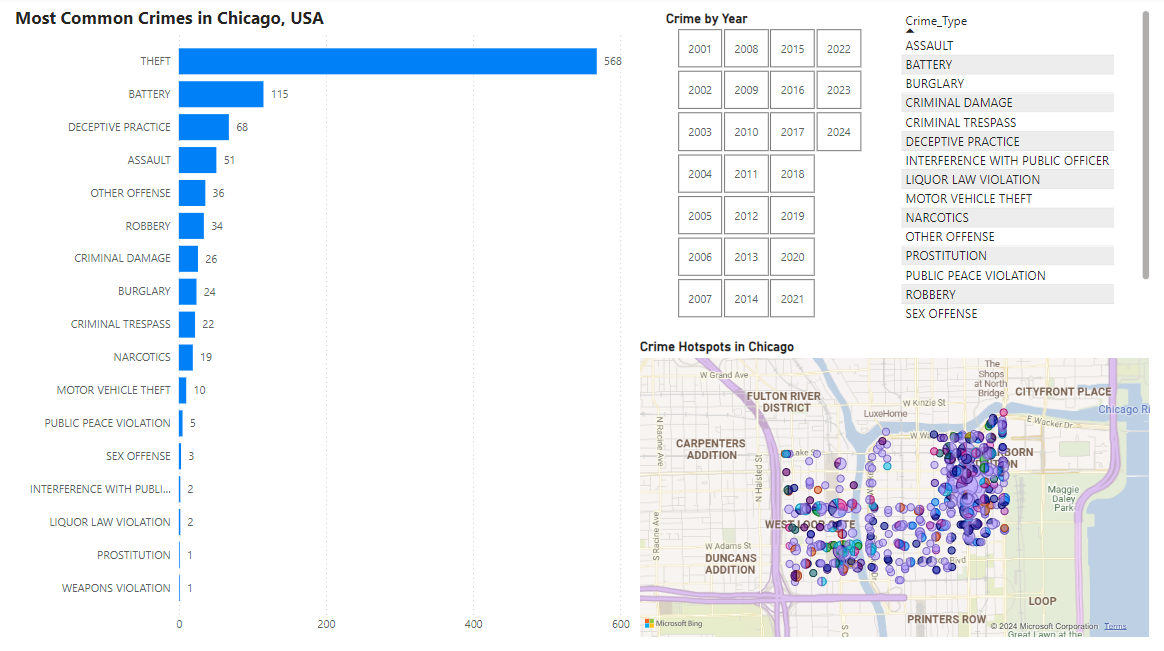 Most Common Crimes in Chicago, USA
THEFT 568
BATTERY 115
DECEPTIVE PRACTICE 68
ASSAULT 51
OTHER OFFENSE 36
ROBBERY 34
CRIMINAL DAMAGE 26
BURGLARY 24
CRIMINAL TRESPASS 22
NARCOTICS 19
MOTOR VEHICLE THEFT 10
PUBLIC PEACE VIOLATION 5
SEX OFFENSE 3
INTERFERENCE WITH PUBLI... 2
LIQUOR LAW VIOLATION 2
PROSTITUTION 1
WEAPONS VIOLATION 1
0 200 400 600
Crime by Year
2001 2008 2015 2022
2002 2009 2016 2023
2003 2010 2017 2024
2004 2011 2018
2005 2012 2019
2006 2013 2020
2007 2014 2021
Crime_Type
ASSAULT
BATTERY
BURGLARY
CRIMINAL DAMAGE
CRIMINAL TRESPASS
DECEPTIVE PRACTICE
INTERFERENCE WITH PUBLIC OFFICER
LIQUOR LAW VIOLATION
MOTOR VEHICLE THEFT
NARCOTICS
OTHER OFFENSE
PROSTITUTION
PUBLIC PEACE VIOLATION
ROBBERY
SEX OFFENSE
Crime Hotspots in Chicago
The
Shops
at North
Bridge
W Grand Ave
CITYFRONT PLACE
FULTON RIVER
DISTRICT
W Kinzie St
LuxeHome
Chicago Ri
E Wacker Dr
N Racine Ave
CARPENTERS
ADDITION
N Halsted St
Maggie
Daley
Park
S Racine Ave
W Adams St
DUNCANS
ADDITION
LOOP
PRINTERS ROW
Microsoft Bing
© 2024 Microsoft Corporation Terms
Great Lawn at the